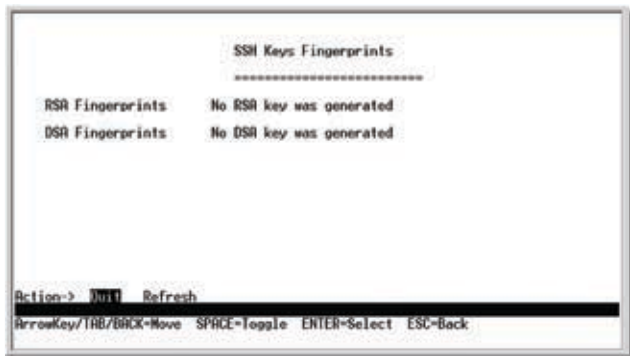 SSH Keys Fingerprints
=========================
RSA Fingerprints No RSA key was generated
DSA Fingerprints No DSA key was generated
Action-> Quit Refresh
ArrowKey/TAB/BACK=Move SPACE=Toggle ENTER=Select ESC=Back